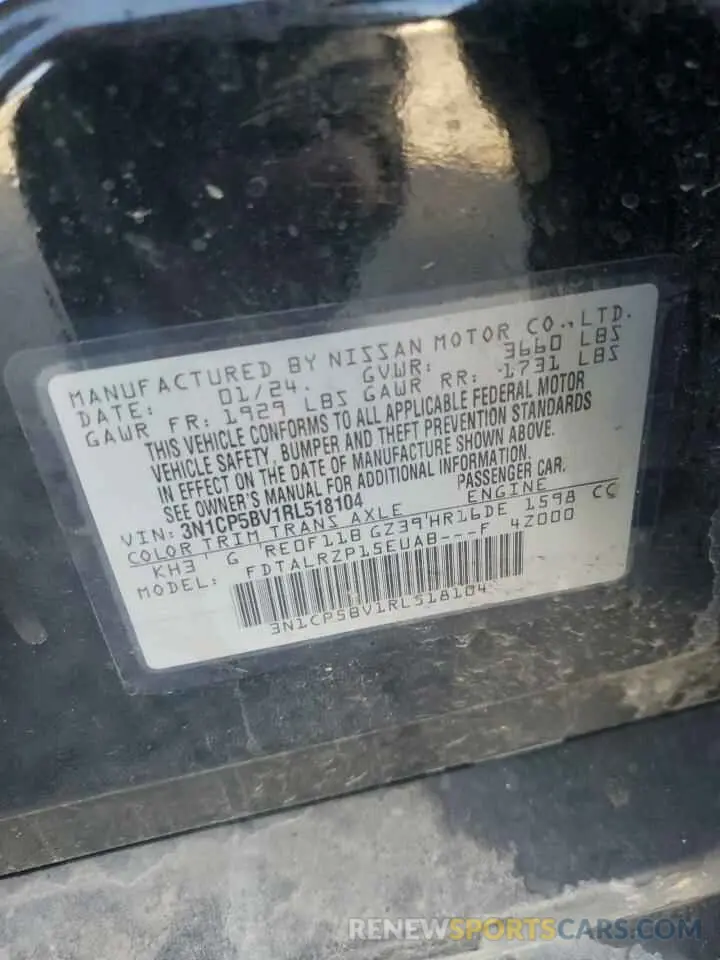 MANUFACTURED BY NISSAN MOTOR CO., LTD.
DATE: 01/24. GVWR: 3660 LBS
GAWR FR: 1929 LBS GAWR RR: 1731 LBS
THIS VEHICLE CONFORMS TO ALL APPLICABLE FEDERAL MOTOR
VEHICLE SAFETY, BUMPER AND THEFT PREVENTION STANDARDS
IN EFFECT ON THE DATE OF MANUFACTURE SHOWN ABOVE.
SEE OWNER'S MANUAL FOR ADDITIONAL INFORMATION.
VIN: 3N1CP5BV1RL518104 PASSENGER CAR.
COLOR TRIM TRANS AXLE ENGINE
KH3 G RE0F11B GZ39 HR16DE 1598 CC
MODEL: FDTALRZP15EUAB---F 4Z000
3N1CP5BV1RL518104
RENEWSPORTSCARS.COM